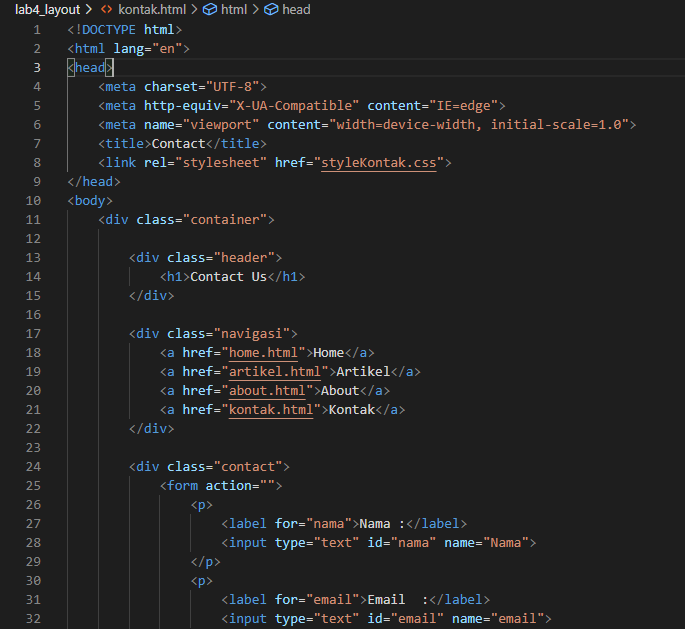 lab4_layout > <> kontak.html > html > head
1 <!DOCTYPE html>
2 <html lang="en">
3 <head>
4 <meta charset="UTF-8">
5 <meta http-equiv="X-UA-Compatible" content="IE=edge">
6 <meta name="viewport" content="width=device-width, initial-scale=1.0">
7 <title>Contact</title>
8 <link rel="stylesheet" href="styleKontak.css">
9 </head>
10 <body>
11 <div class="container">
12
13 <div class="header">
14 <h1>Contact Us</h1>
15 </div>
16
17 <div class="navigasi">
18 <a href="home.html">Home</a>
19 <a href="artikel.html">Artikel</a>
20 <a href="about.html">About</a>
21 <a href="kontak.html">Kontak</a>
22 </div>
23
24 <div class="contact">
25 <form action="">
26 <p>
27 <label for="nama">Nama :</label>
28 <input type="text" id="nama" name="Nama">
29 </p>
30 <p>
31 <label for="email">Email  :</label>
32 <input type="text" id="email" name="email">